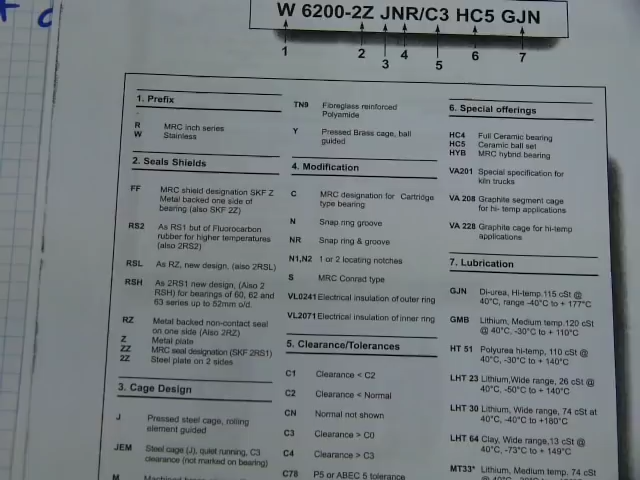 W 6200-2Z JNR/C3 HC5 GJN
1 2 3 4 5 6 7
1. Prefix
R MRC inch series
W Stainless
2. Seals Shields
FF MRC shield designation SKF Z
Metal backed one side of
bearing (also SKF 2Z)
RS2 As RS1 but of Fluorocarbon
rubber for higher temperatures
(also 2RS2)
RSL As RZ, new design, (also 2RSL)
RSH As 2RS1 new design, (Also 2
RSH) for bearings of 60, 62 and
63 series up to 52mm o/d.
RZ Metal backed non-contact seal
on one side (Also 2RZ)
Z Metal plate
ZZ MRC seal designation (SKF 2RS1)
2Z Steel plate on 2 sides
3. Cage Design
J Pressed steel cage, rolling
element guided
JEM Steel cage (J), quiet running, C3
clearance (not marked on bearing)
M
TN9 Fibreglass reinforced
Polyamide
Y Pressed Brass cage, ball
guided
4. Modification
C MRC designation for Cartridge
type bearing
N Snap ring groove
NR Snap ring & groove
N1,N2 1 or 2 locating notches
S MRC Conrad type
VL0241 Electrical insulation of outer ring
VL2071 Electrical insulation of inner ring
5. Clearance/Tolerances
C1 Clearance < C2
C2 Clearance < Normal
CN Normal not shown
C3 Clearance > C0
C4 Clearance > C3
C78 P5 or ABEC 5 tolerance
6. Special offerings
HC4 Full Ceramic bearing
HC5 Ceramic ball set
HYB MRC hybrid bearing
VA201 Special specification for
kiln trucks
VA 208 Graphite segment cage
for hi- temp applications
VA 228 Graphite cage for hi-temp
applications
7. Lubrication
GJN Di-urea, Hi-temp,115 cSt @
40°C, range -40°C to + 177°C
GMB Lithium, Medium temp.120 cSt
@ 40°C, -30°C to + 110°C
HT 51 Polyurea hi-temp, 110 cSt @
40°C, -30° to + 140°C
LHT 23 Lithium,Wide range, 26 cSt @
40°C, -50°C to + 140°C
LHT 30 Lithium, Wide range, 74 cSt at
40°C, -40°C to +180°C
LHT 64 Clay, Wide range,13 cSt @
40°C, -73°C to + 149°C
MT33* Lithium, Medium temp, 74 cSt